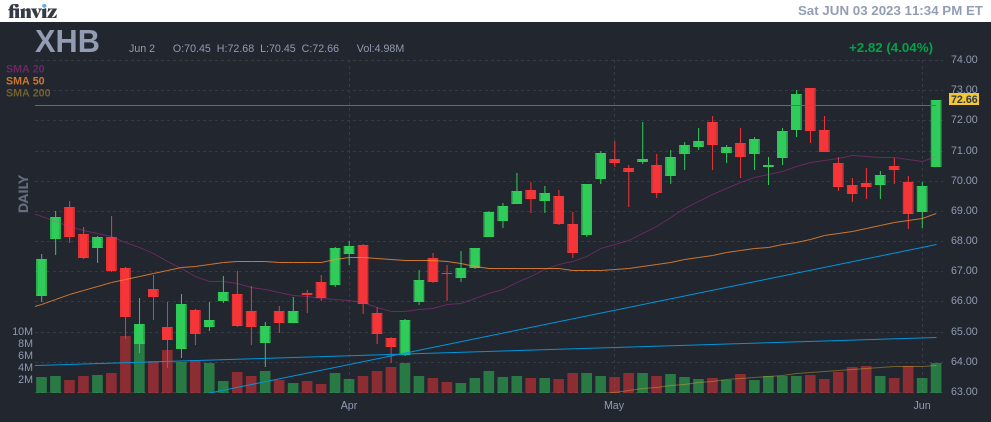 finviz
Sat JUN 03 2023 11:34 PM ET
XHB
Jun 2 O:70.45 H:72.68 L:70.45 C:72.66 Vol:4.98M
+2.82 (4.04%)
SMA 20
SMA 50
SMA 200
DAILY
74.00
73.00
72.66
72.00
71.00
70.00
69.00
68.00
67.00
66.00
65.00
64.00
63.00
10M
8M
6M
4M
2M
Apr May Jun